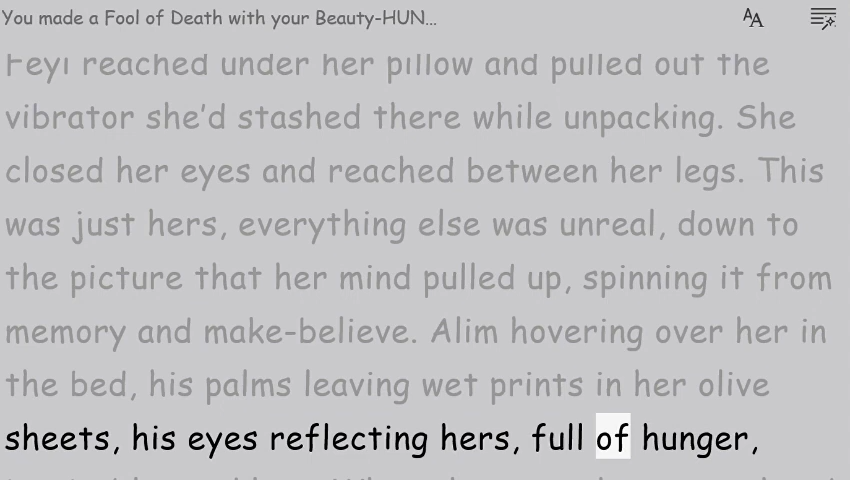 You made a Fool of Death with your Beauty-HUN...
Feyi reached under her pillow and pulled out the
vibrator she’d stashed there while unpacking. She
closed her eyes and reached between her legs. This
was just hers, everything else was unreal, down to
the picture that her mind pulled up, spinning it from
memory and make-believe. Alim hovering over her in
the bed, his palms leaving wet prints in her olive
sheets, his eyes reflecting hers, full of hunger,